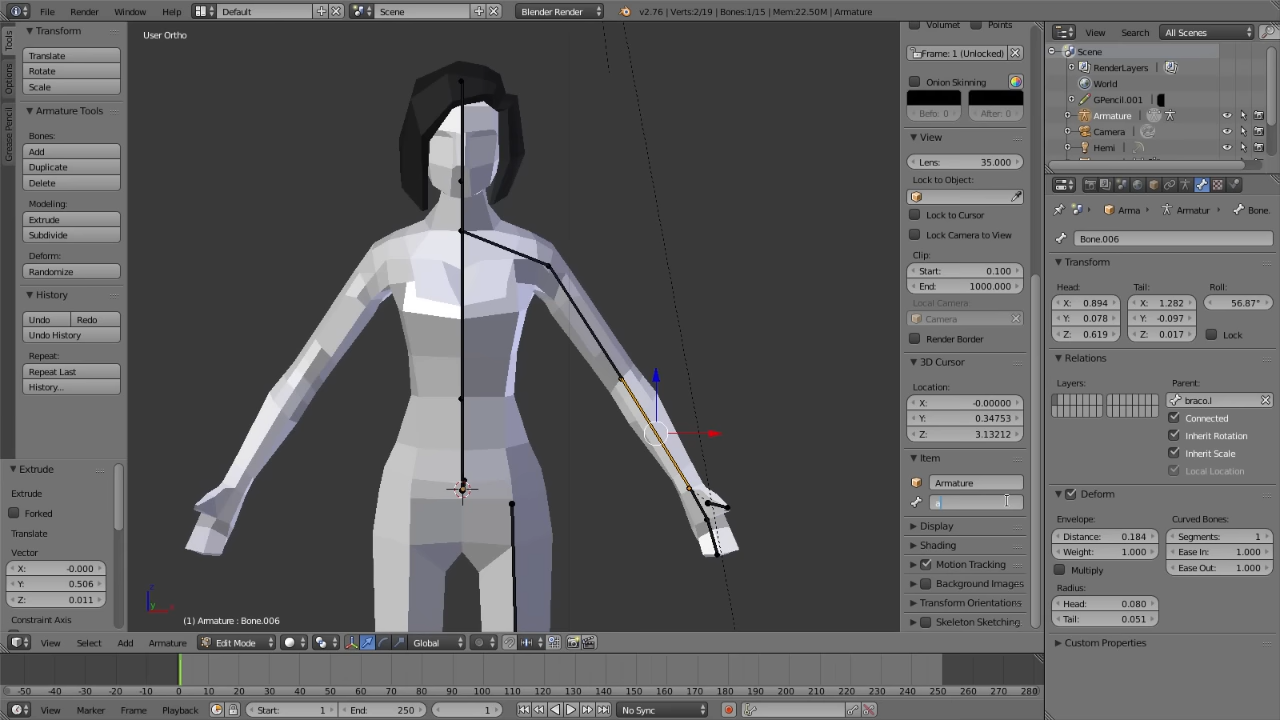 File Render Window Help Default Scene Blender Render v2.76 | Verts:2/19 | Bones:1/15 | Mem:22.50M | Armature
Tools
Options
Grease Pencil
Transform
Translate
Rotate
Scale
Armature Tools
Bones:
Add
Duplicate
Delete
Modeling:
Extrude
Subdivide
Deform:
Randomize
History
Undo Redo
Undo History
Repeat:
Repeat Last
History...
Extrude
Extrude
Forked
Translate
Vector
X: -0.000
Y: 0.506
Z: 0.011
Constraint Axis
User Ortho
(1) Armature : Bone.006
View Select Add Armature Edit Mode Global
Volumet Points
Frame: 1 (Unlocked)
Onion Skinning
Befo: 0 After: 0
View
Lens: 35.000
Lock to Object:
Lock to Cursor
Lock Camera to View
Clip:
Start: 0.100
End: 1000.000
Local Camera:
Camera
Render Border
3D Cursor
Location:
X: -0.00000
Y: 0.34753
Z: 3.13212
Item
Armature
Display
Shading
Motion Tracking
Background Images
Transform Orientations
Skeleton Sketching
View Search All Scenes
Scene
RenderLayers
World
GPencil.001
Armature
Camera
Hemi
Arma Armatur Bone.
Bone.006
Transform
Head: Tail: Roll:
X: 0.894 X: 1.282 56.87°
Y: 0.078 Y: -0.097
Z: 0.619 Z: 0.017 Lock
Relations
Layers: Parent:
braco.l
Connected
Inherit Rotation
Inherit Scale
Local Location
Deform
Envelope: Curved Bones:
Distance: 0.184 Segments: 1
Weight: 1.000 Ease In: 1.000
Multiply Ease Out: 1.000
Radius:
Head: 0.080
Tail: 0.051
Custom Properties
-50 -40 -30 -20 -10 0 10 20 30 40 50 60 70 80 90 100 110 120 130 140 150 160 170 180 190 200 210 220 230 240 250 260 270 280
View Marker Frame Playback Start: 1 End: 250 1 No Sync